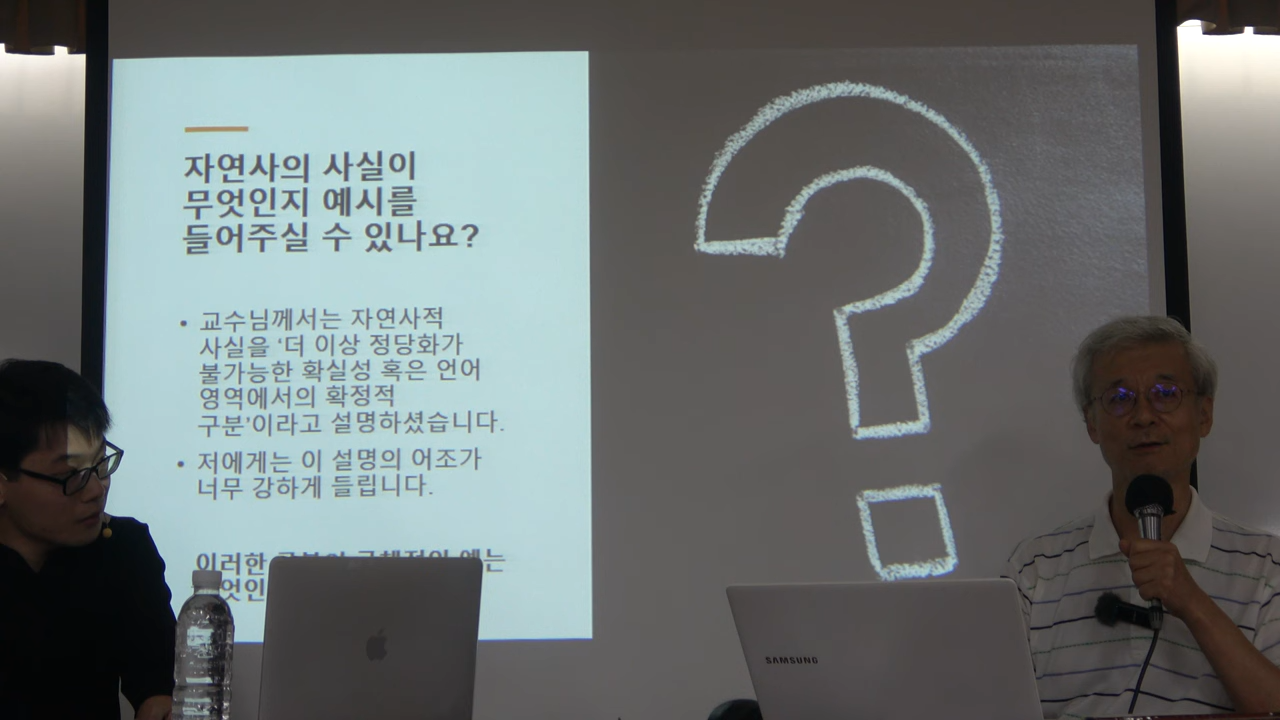 자연사의 사실이
무엇인지 예시를
들어주실 수 있나요?
• 교수님께서는 자연사적
사실을 ‘더 이상 정당화가
불가능한 확실성 혹은 언어
영역에서의 확정적
구분’이라고 설명하셨습니다.
• 저에게는 이 설명의 어조가
너무 강하게 들립니다.
이러한
SAMSUNG